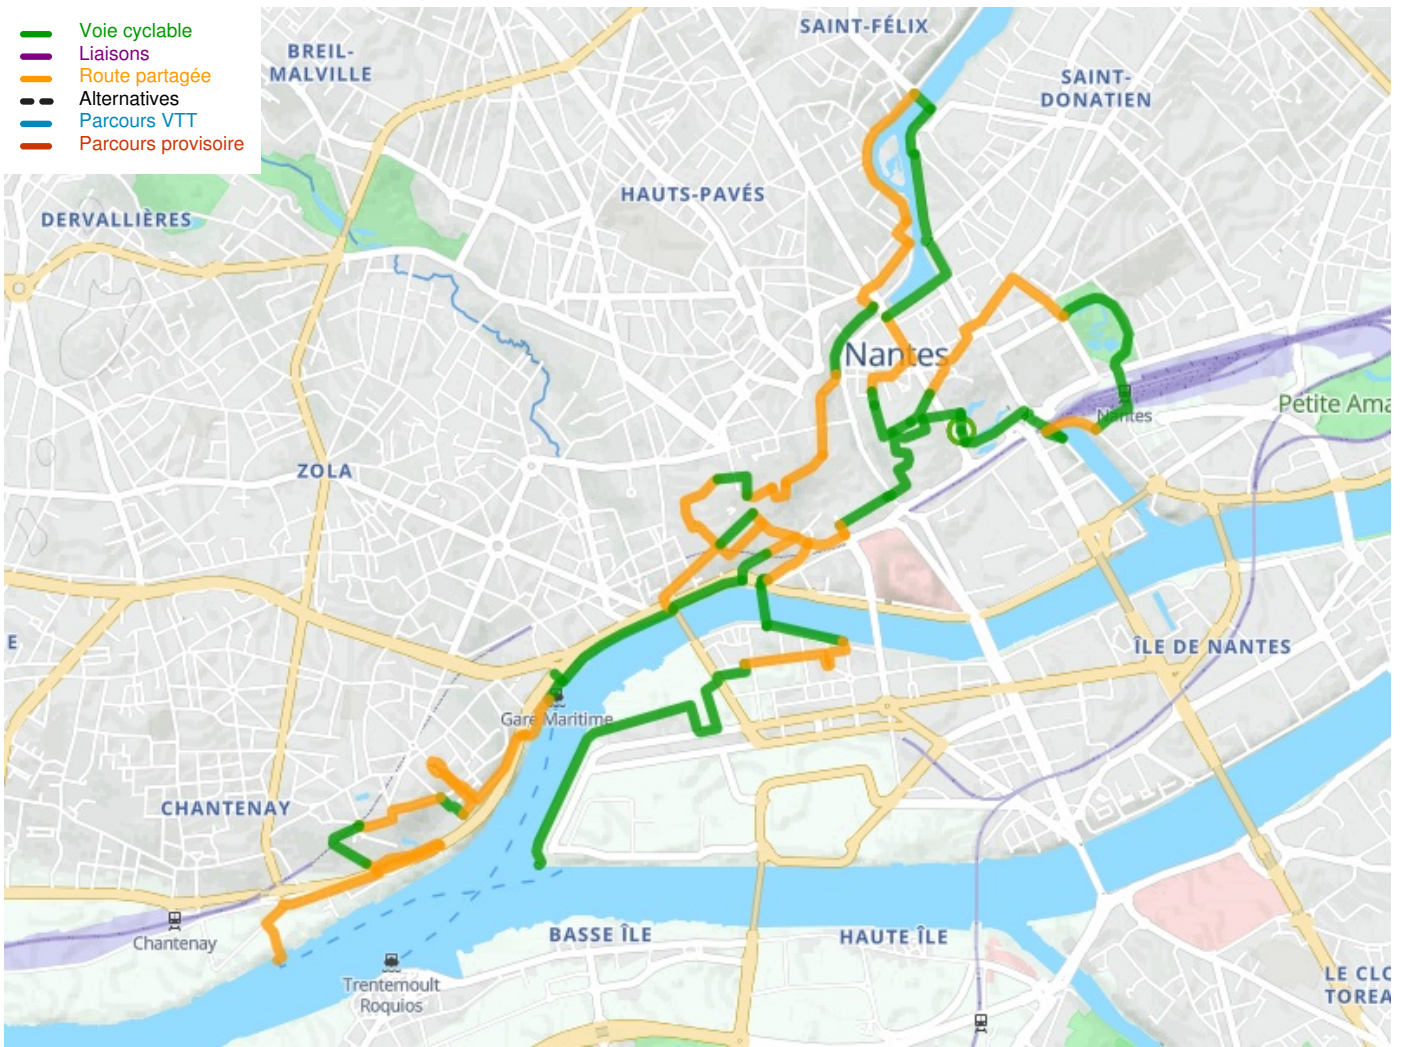 Voie cyclable
Liaisons
Route partagée
Alternatives
Parcours VTT
Parcours provisoire
SAINT-FÉLIX
BREIL-
MALVILLE
SAINT-
DONATIEN
HAUTS-PAVÉS
DERVALLIÈRES
Nantes
Petite Ama
Nantes
ZOLA
E
ÎLE DE NANTES
Gare Maritime
CHANTENAY
Chantenay
BASSE ÎLE
HAUTE ÎLE
Trentemoult
Roquios
LE CLO
TOREA